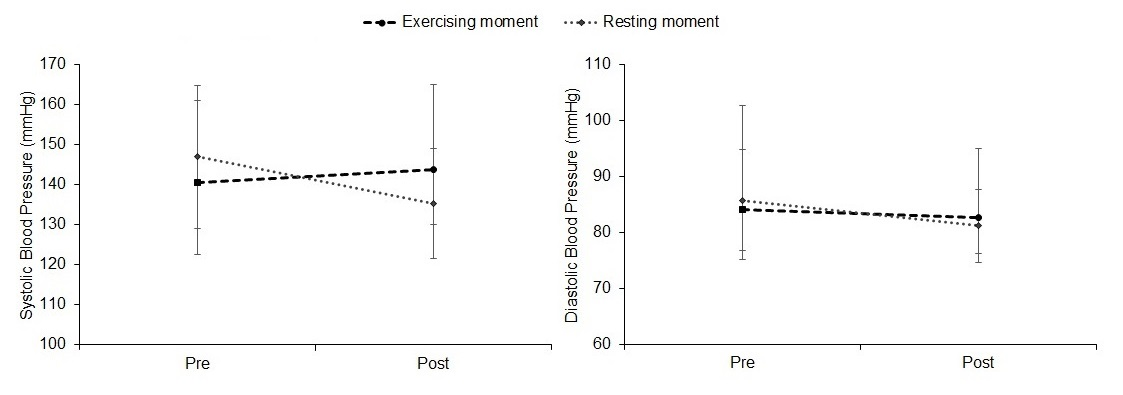 Exercising moment
Resting moment
Systolic Blood Pressure (mmHg)
170
160
150
140
130
120
110
100
Pre
Post
Diastolic Blood Pressure (mmHg)
110
100
90
80
70
60
Pre
Post